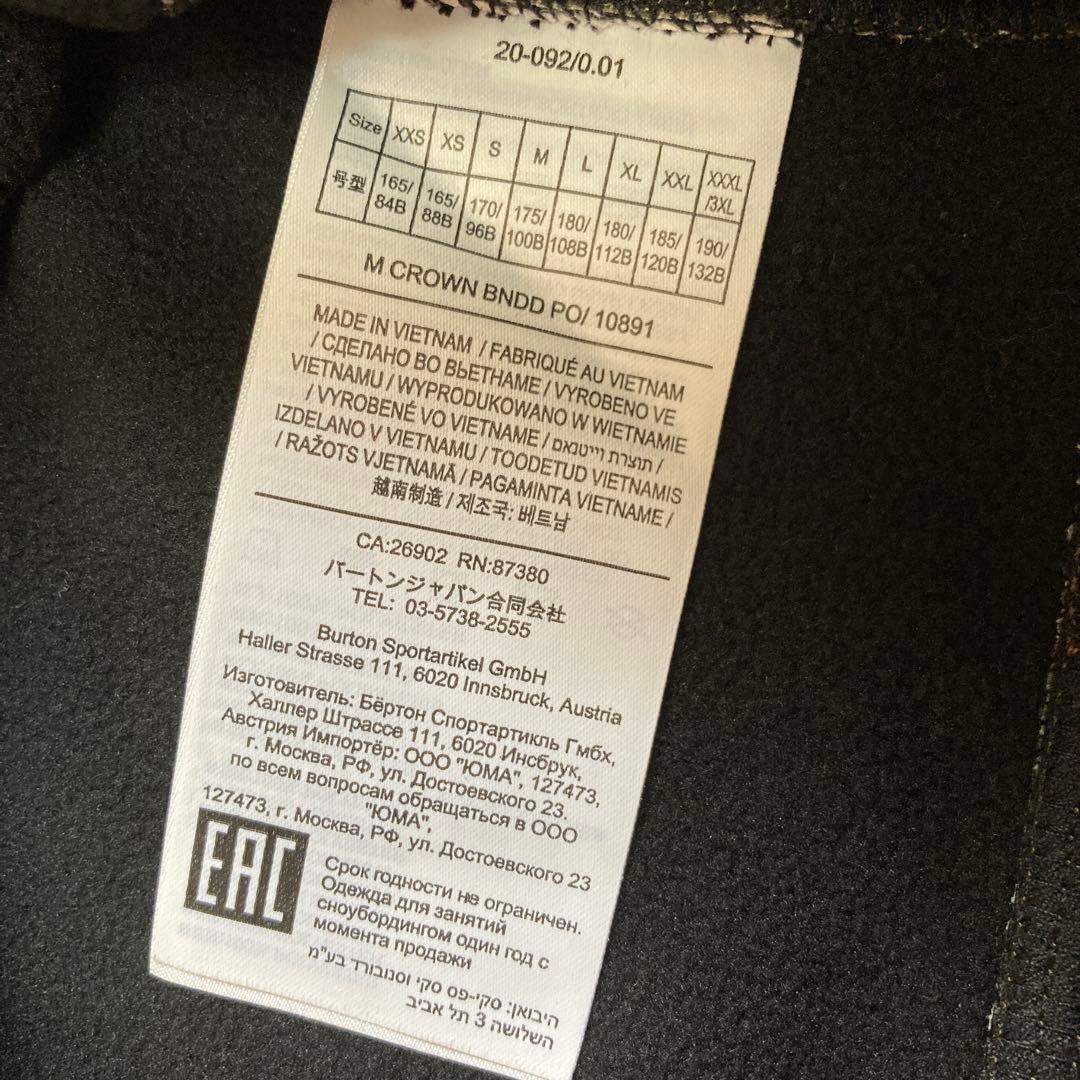 20-092/0.01
Size XXS XS S M L XL XXL XXXL/3XL
号型 165/84B 165/88B 170/96B 175/100B 180/108B 180/112B 185/120B 190/132B
M CROWN BNDD PO/ 10891
MADE IN VIETNAM / FABRIQUÉ AU VIETNAM
/ СДЕЛАНО ВО ВЬЕТНАМЕ / VYROBENO VE
VIETNAMU / WYPRODUKOWANO W WIETNAMIE
/ VYROBENÉ VO VIETNAME / תוצרת וייטנאם /
IZDELANO V VIETNAMU / TOODETUD VIETNAMIS
/ RAŽOTS VJETNAMĀ / PAGAMINTA VIETNAME /
越南制造 / 제조국: 베트남
CA:26902 RN:87380
バートンジャパン合同会社
TEL: 03-5738-2555
Burton Sportartikel GmbH
Haller Strasse 111, 6020 Innsbruck, Austria
Изготовитель: Бёртон Спортартикль Гмбх,
Халлер Штрассе 111, 6020 Инсбрук,
Австрия Импортёр: ООО "ЮМА", 127473,
г. Москва, РФ, ул. Достоевского 23.
по всем вопросам обращаться в ООО
"ЮМА",
127473, г. Москва, РФ, ул. Достоевского 23
EAC
Срок годности не ограничен.
Одежда для занятий
сноубордингом один год с
момента продажи
היבואן: סקי-פס סקי וסנובורד בע"מ
השלושה 3 תל אביב